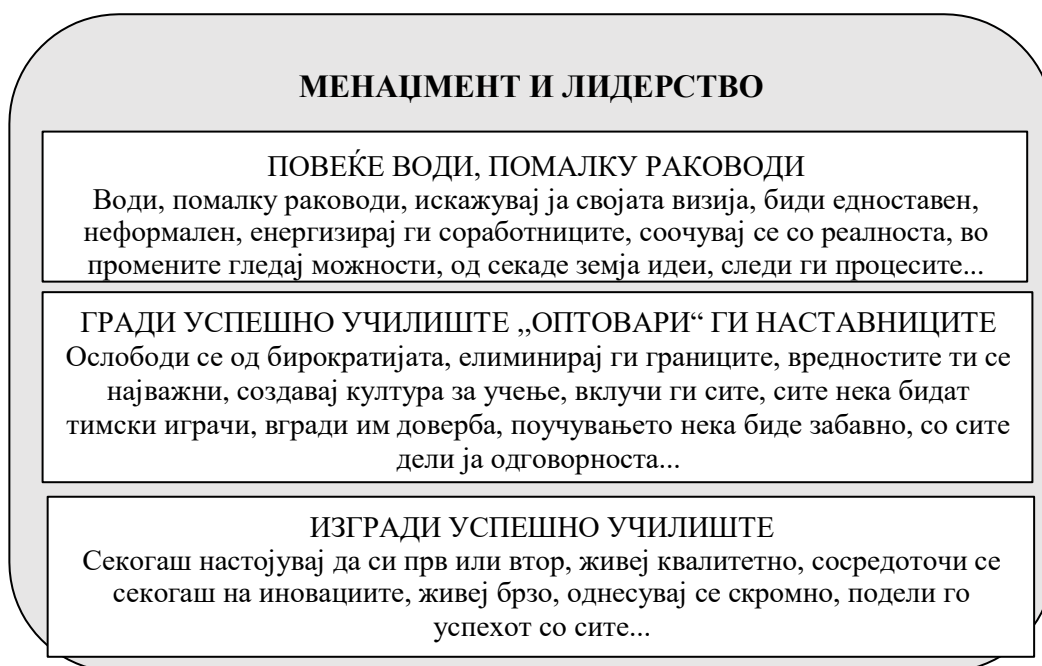 МЕНАЏМЕНТ И ЛИДЕРСТВО
ПОВЕЌЕ ВОДИ, ПОМАЛКУ РАКОВОДИ
Води, помалку раководи, искажувај ја својата визија, биди едноставен,
неформален, енергизирај ги соработниците, соочувај се со реалноста, во
промените гледај можности, од секаде земја идеи, следи ги процесите...
ГРАДИ УСПЕШНО УЧИЛИШТЕ „ОПТОВАРИ“ ГИ НАСТАВНИЦИТЕ
Ослободи се од бирократијата, елиминирај ги границите, вредностите ти се
најважни, создавај култура за учење, вклучи ги сите, сите нека бидат
тимски играчи, вгради им доверба, поучувањето нека биде забавно, со сите
дели ја одговорноста...
ИЗГРАДИ УСПЕШНО УЧИЛИШТЕ
Секогаш настојувај да си прв или втор, живеј квалитетно, сосредоточи се
секогаш на иновациите, живеј брзо, однесувај се скромно, подели го
успехот со сите...